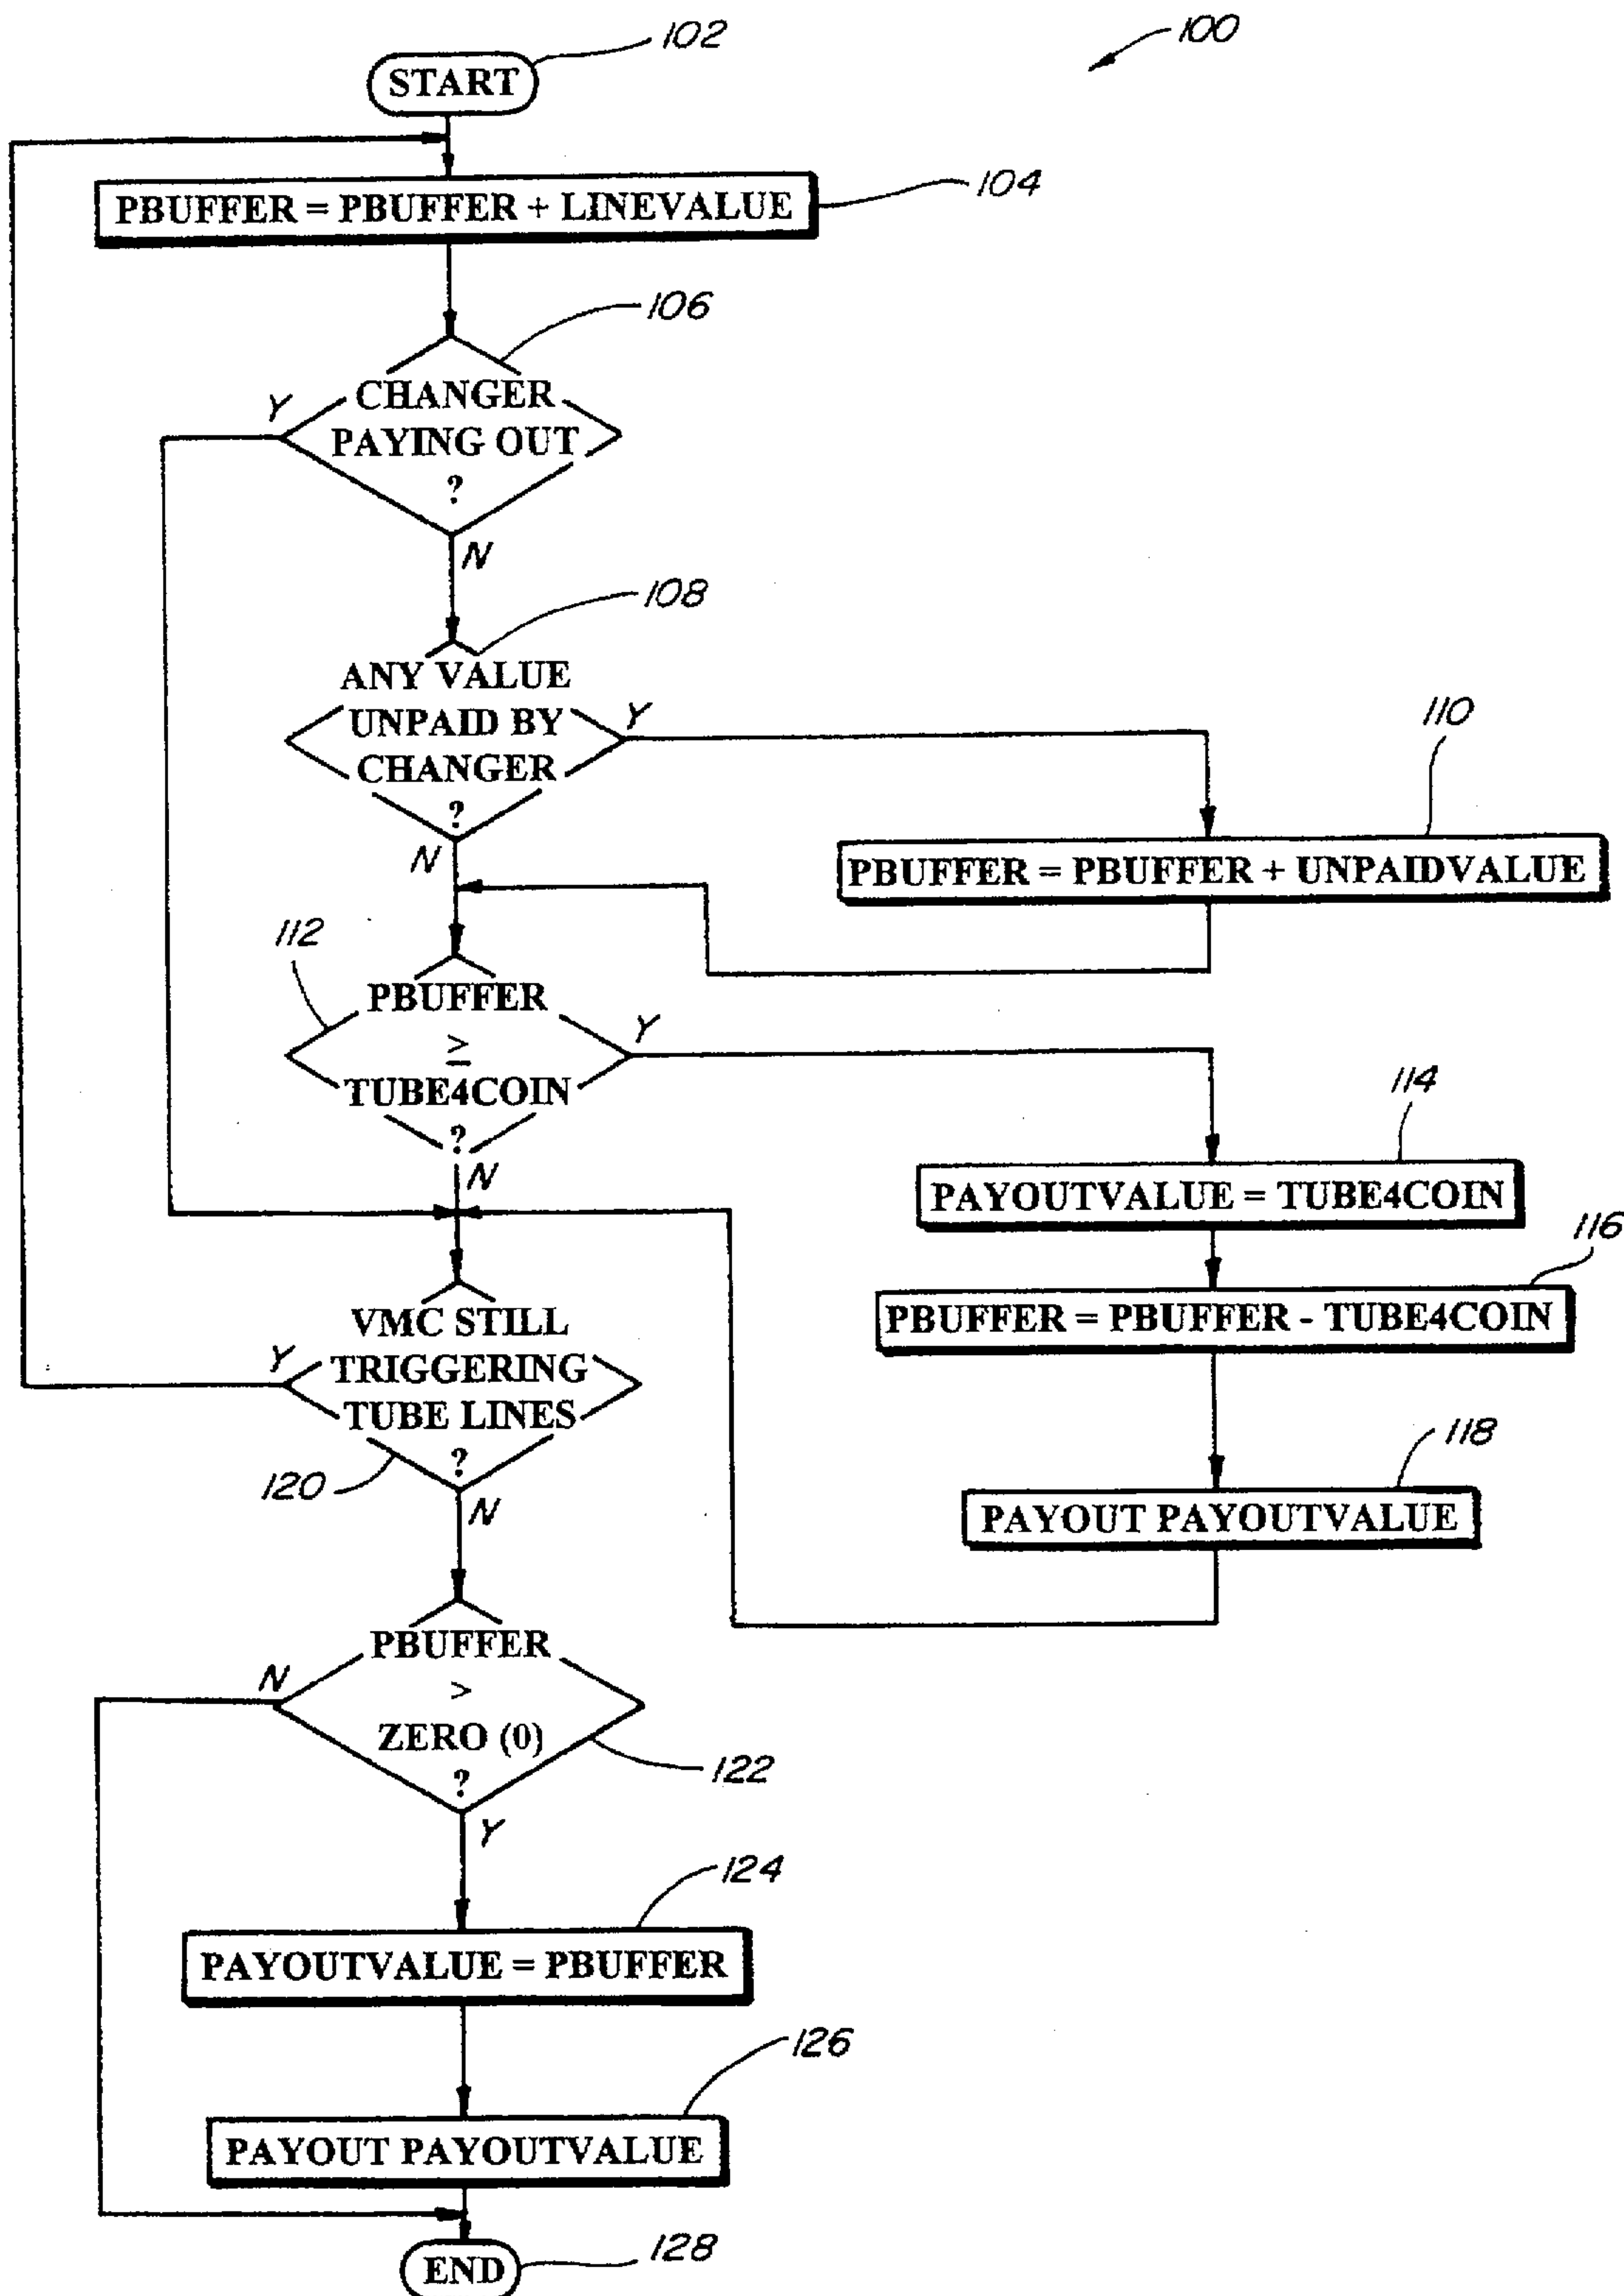 100
102
START
PBUFFER = PBUFFER + LINEVALUE
104
106
CHANGER
PAYING OUT
?
Y
N
108
ANY VALUE
UNPAID BY
CHANGER
?
Y
N
110
PBUFFER = PBUFFER + UNPAIDVALUE
112
PBUFFER
≥
TUBE4COIN
?
Y
N
114
PAYOUTVALUE = TUBE4COIN
116
PBUFFER = PBUFFER - TUBE4COIN
118
PAYOUT PAYOUTVALUE
VMC STILL
TRIGGERING
TUBE LINES
?
Y
120
N
PBUFFER
>
ZERO (0)
?
N
122
Y
124
PAYOUTVALUE = PBUFFER
126
PAYOUT PAYOUTVALUE
END
128